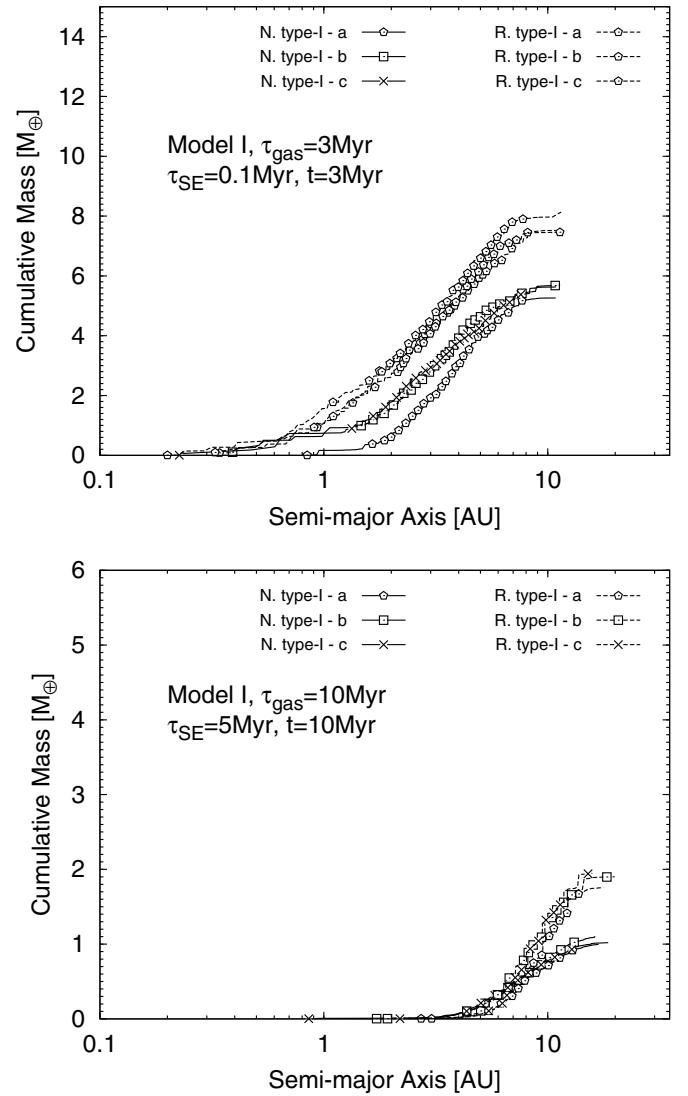 14
12
10
8
6
4
2
0
Cumulative Mass [M⊕]
N. type-I - a
N. type-I - b
N. type-I - c
R. type-I - a
R. type-I - b
R. type-I - c
Model I, τgas=3Myr
τSE=0.1Myr, t=3Myr
0.1 1 10
Semi-major Axis [AU]
6
5
4
3
2
1
0
Cumulative Mass [M⊕]
N. type-I - a
N. type-I - b
N. type-I - c
R. type-I - a
R. type-I - b
R. type-I - c
Model I, τgas=10Myr
τSE=5Myr, t=10Myr
0.1 1 10
Semi-major Axis [AU]